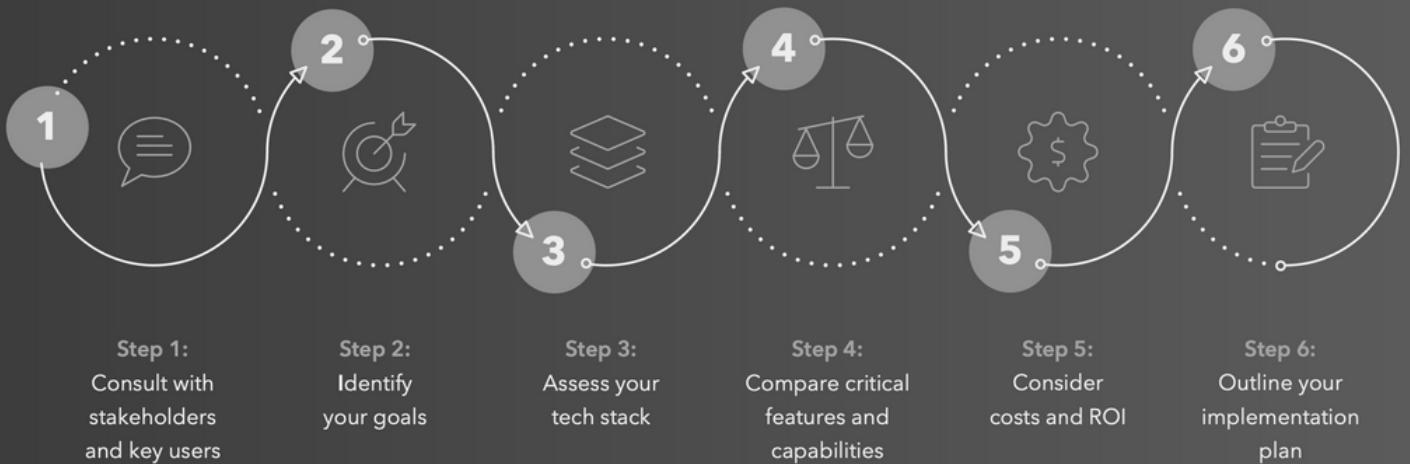 1
2
3
4
5
6
$
Step 1:
Consult with
stakeholders
and key users
Step 2:
Identify
your goals
Step 3:
Assess your
tech stack
Step 4:
Compare critical
features and
capabilities
Step 5:
Consider
costs and ROI
Step 6:
Outline your
implementation
plan